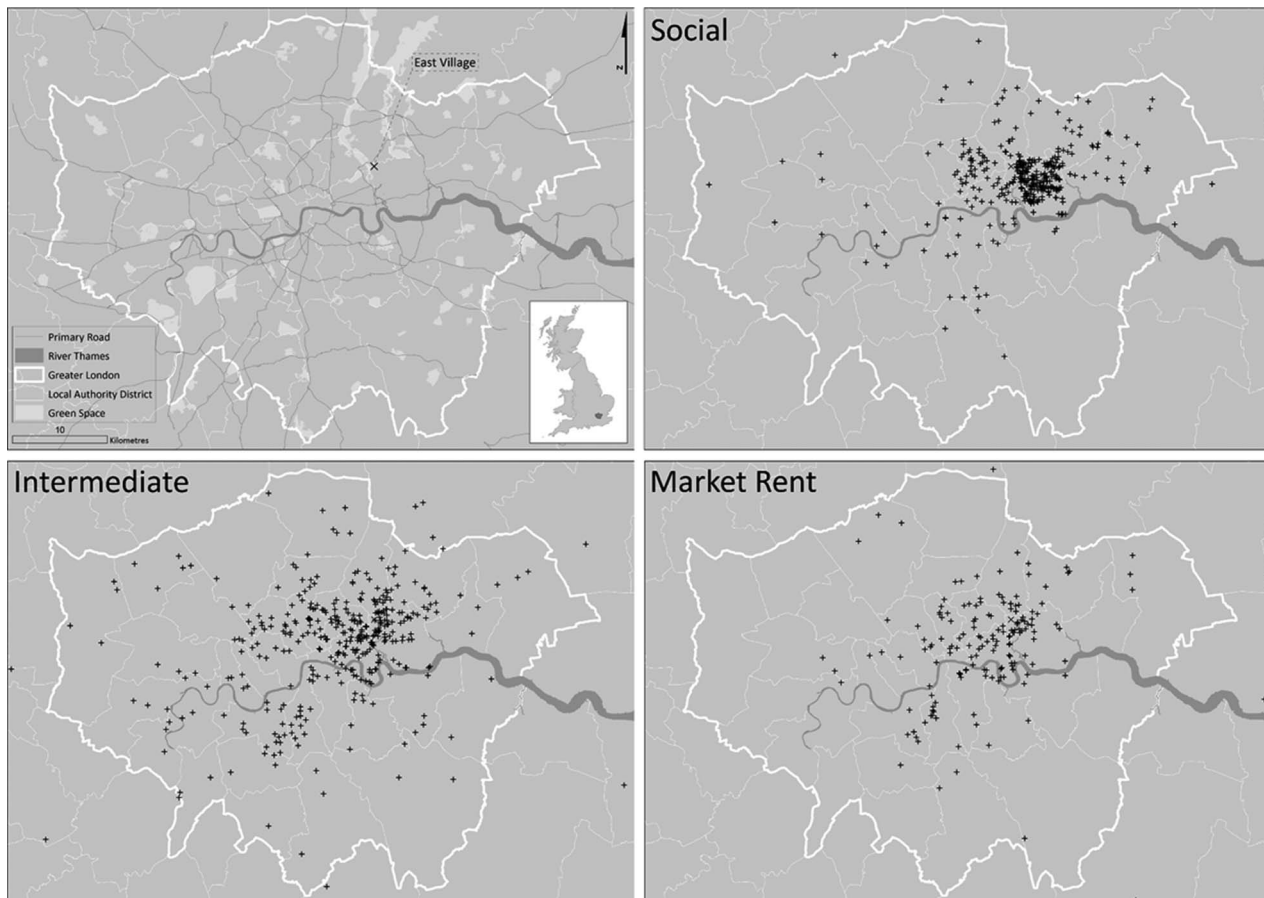 East Village
N
Primary Road
River Thames
Greater London
Local Authority District
Green Space
10
Kilometres
Social
Intermediate
Market Rent